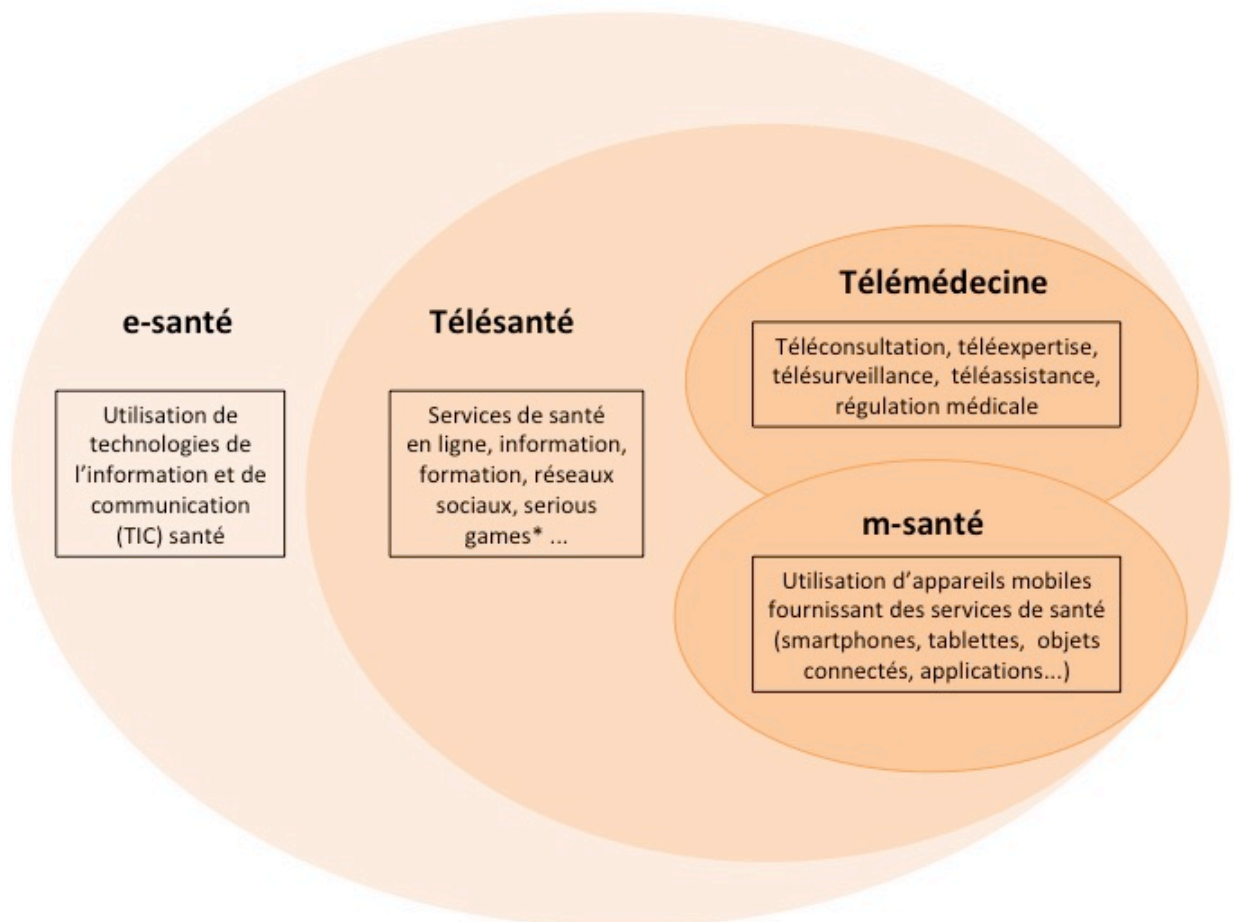 e-santé
Utilisation de
technologies de
l'information et de
communication
(TIC) santé
Télésanté
Services de santé
en ligne, information,
formation, réseaux
sociaux, serious
games* ...
Télémédecine
Téléconsultation, téléexpertise,
télésurveillance, téléassistance,
régulation médicale
m-santé
Utilisation d'appareils mobiles
fournissant des services de santé
(smartphones, tablettes, objets
connectés, applications...)